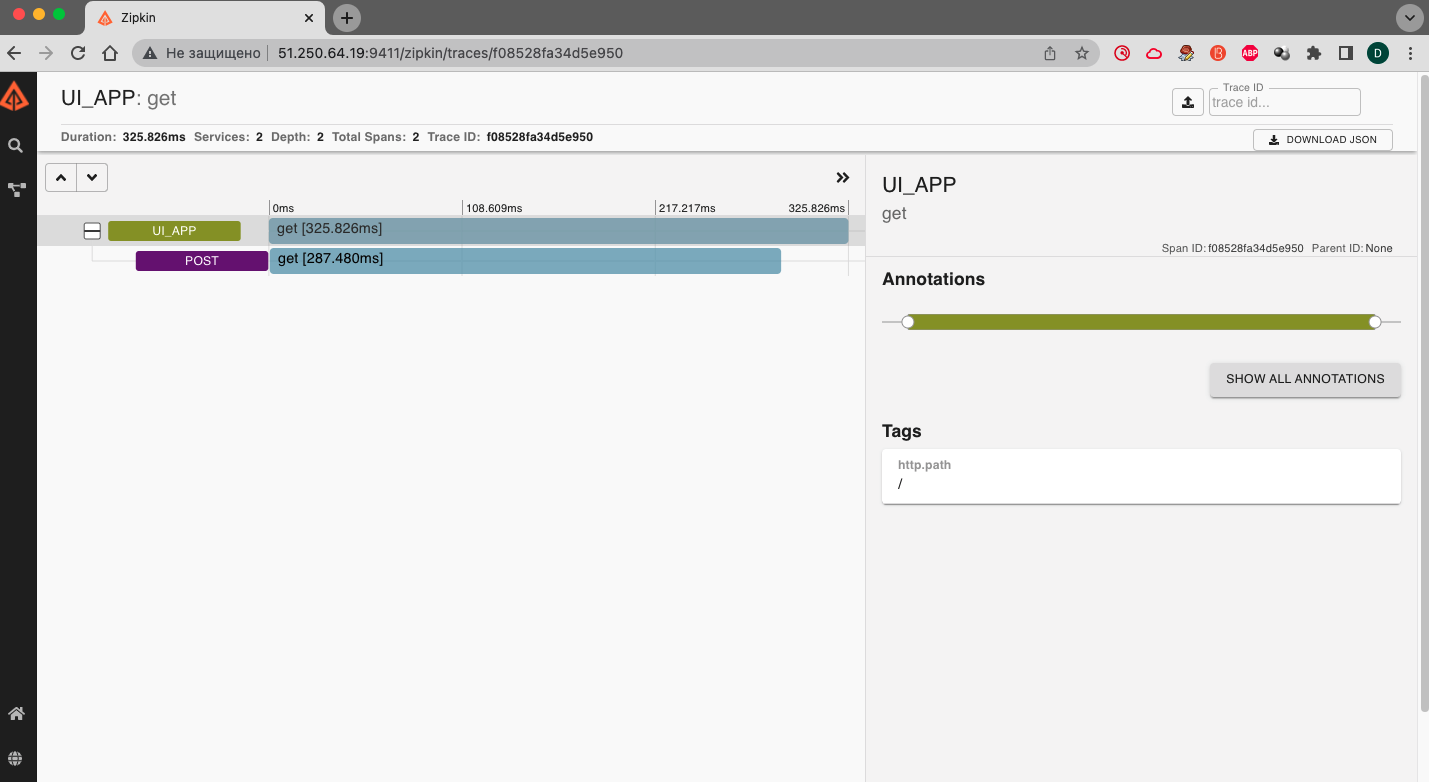 Zipkin
Не защищено 51.250.64.19:9411/zipkin/traces/f08528fa34d5e950
ABP
D
UI_APP: get
Trace ID
trace id...
Duration: 325.826ms Services: 2 Depth: 2 Total Spans: 2 Trace ID: f08528fa34d5e950
DOWNLOAD JSON
0ms 108.609ms 217.217ms 325.826ms
UI_APP get [325.826ms]
POST get [287.480ms]
UI_APP
get
Span ID: f08528fa34d5e950 Parent ID: None
Annotations
SHOW ALL ANNOTATIONS
Tags
http.path
/